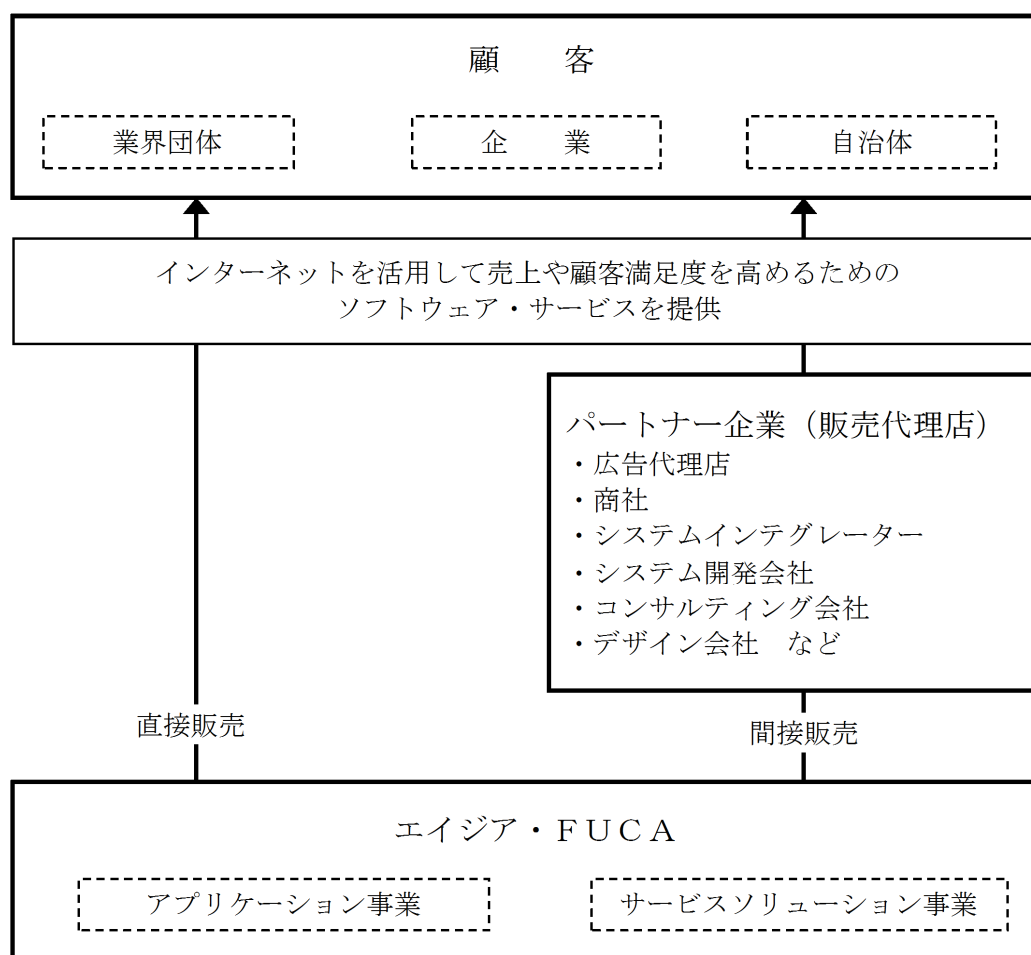 顧　　客
業界団体
企　　業
自治体
インターネットを活用して売上や顧客満足度を高めるための
ソフトウェア・サービスを提供
パートナー企業（販売代理店）
・広告代理店
・商社
・システムインテグレーター
・システム開発会社
・コンサルティング会社
・デザイン会社　など
直接販売
間接販売
エイジア・ＦＵＣＡ
アプリケーション事業
サービスソリューション事業